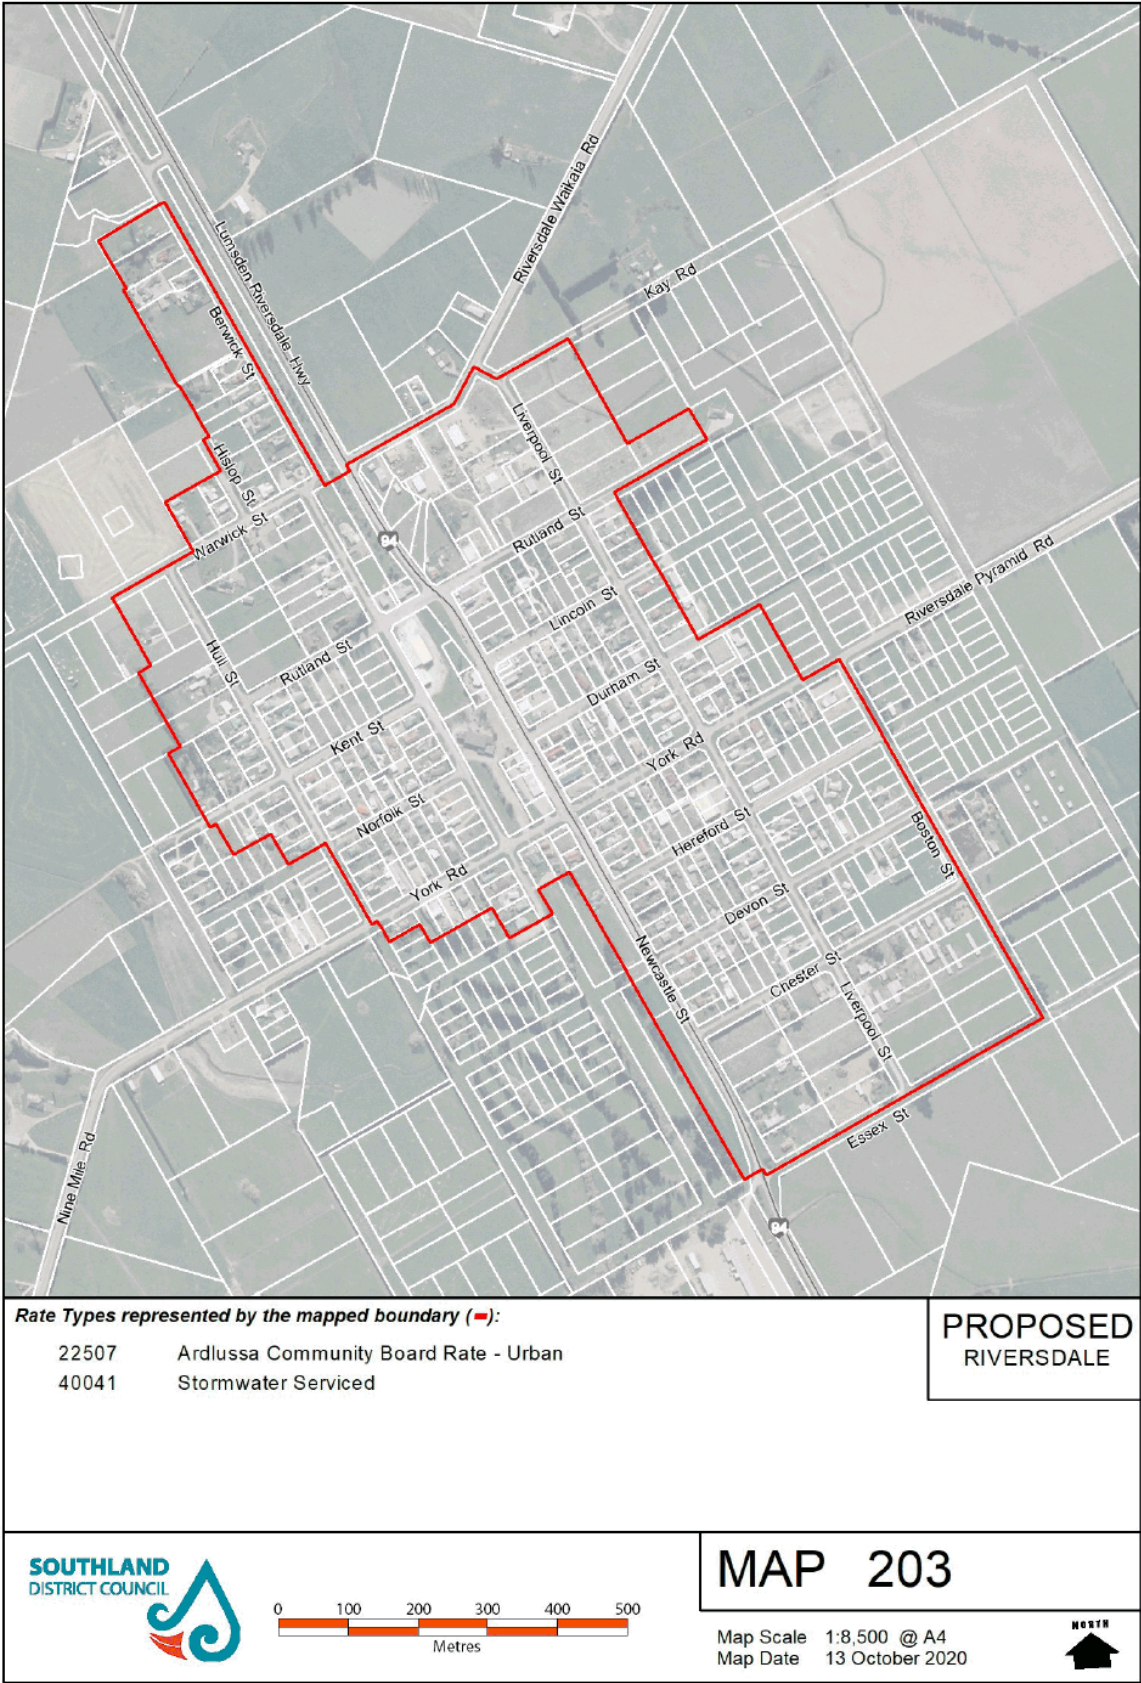 Riversdale Waikaia Rd
Lumsden Riversdale Hwy
Kay Rd
Berwick St
Liverpool St
Hislop St
Warwick St
Rutland St
94
Riversdale Pyramid Rd
Lincoln St
Hull St
Rutland St
Durham St
Kent St
York Rd
Norfolk St
Hereford St
Boston St
York Rd
Devon St
Newcastle St
Chester St
Liverpool St
Essex St
Nine Mile Rd
94
Rate Types represented by the mapped boundary ( ):
22507 Ardlussa Community Board Rate - Urban
40041 Stormwater Serviced
PROPOSED
RIVERSDALE
SOUTHLAND
DISTRICT COUNCIL
0 100 200 300 400 500
Metres
MAP 203
Map Scale 1:8,500 @ A4
Map Date 13 October 2020
NORTH